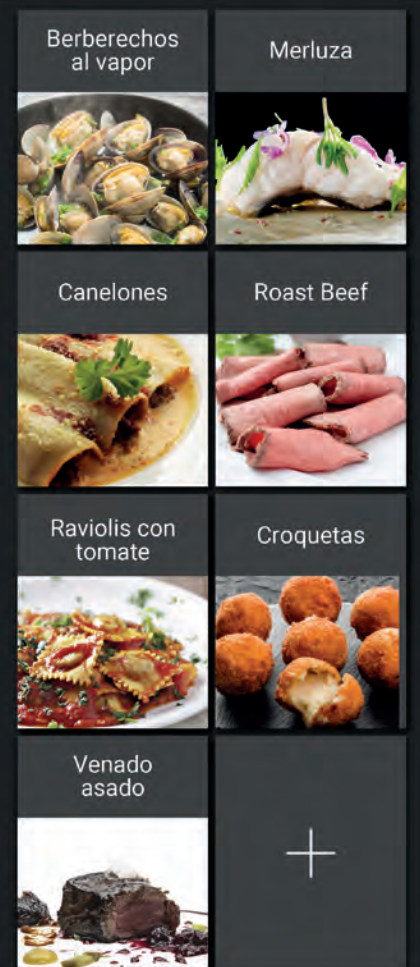 Berberechos
al vapor
Merluza
Canelones
Roast Beef
Raviolis con
tomate
Croquetas
Venado
asado